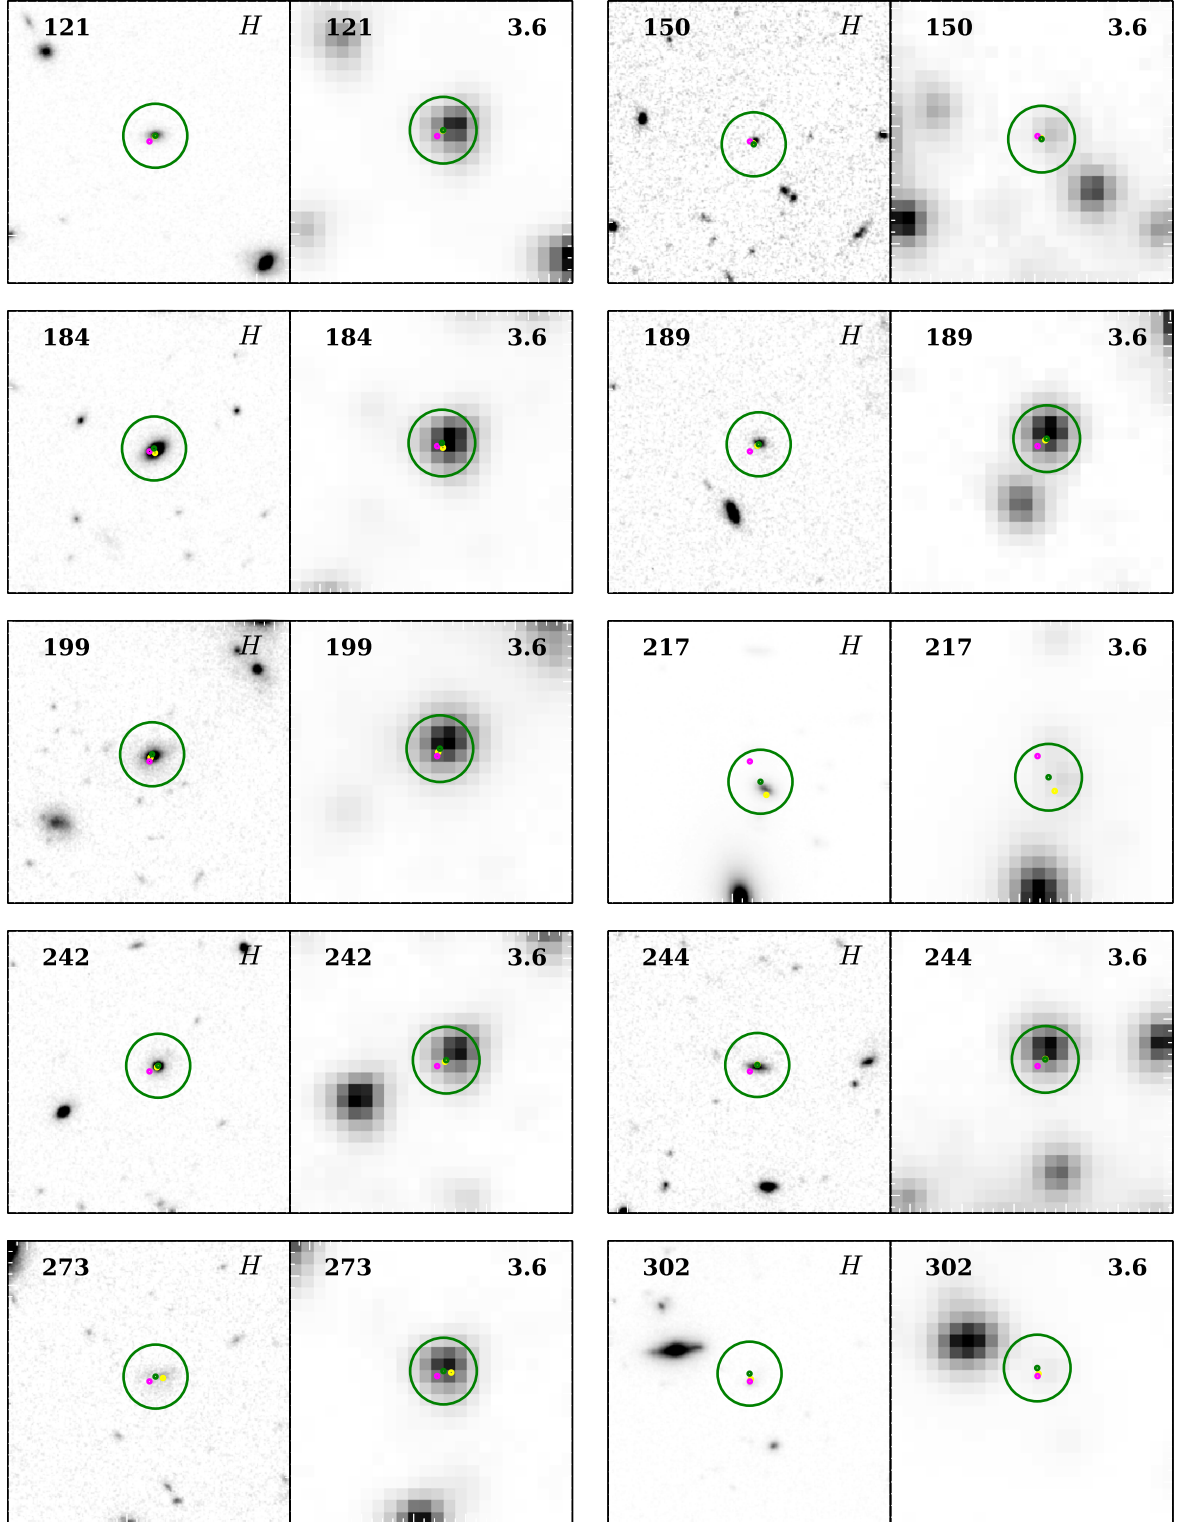 121 H 121 3.6 150 H 150 3.6
184 H 184 3.6 189 H 189 3.6
199 H 199 3.6 217 H 217 3.6
242 H 242 3.6 244 H 244 3.6
273 H 273 3.6 302 H 302 3.6